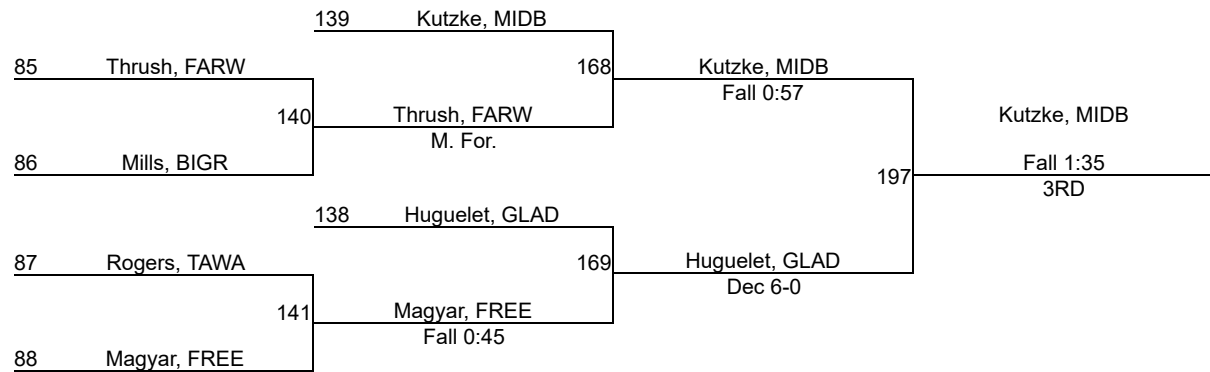 139 Kutzke, MIDB
85 Thrush, FARW
168 Kutzke, MIDB
Fall 0:57
140 Thrush, FARW
M. For.
Kutzke, MIDB
86 Mills, BIGR
Fall 1:35
197
3RD
138 Huguelet, GLAD
87 Rogers, TAWA
169 Huguelet, GLAD
Dec 6-0
141 Magyar, FREE
Fall 0:45
88 Magyar, FREE